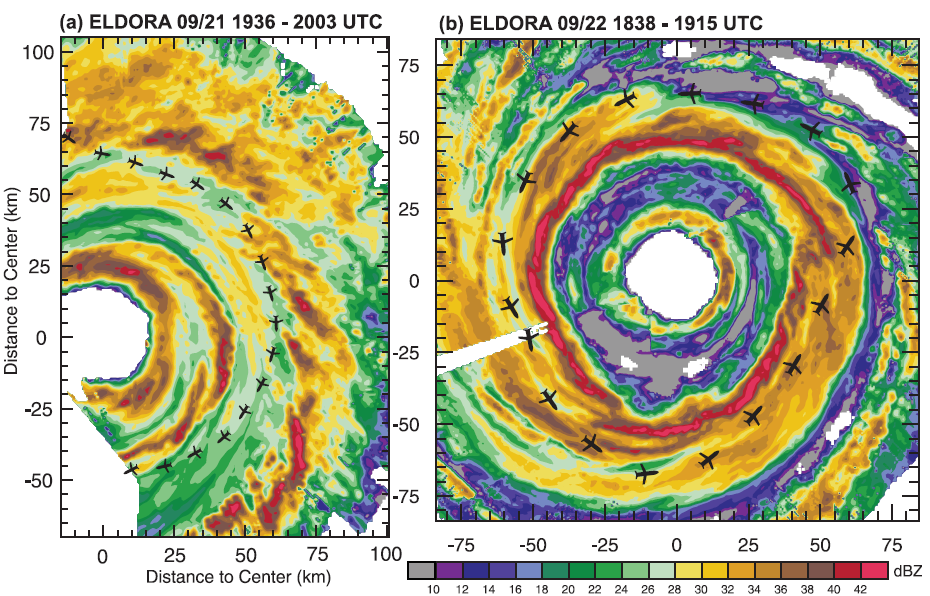 (a) ELDORA 09/21 1936 - 2003 UTC
(b) ELDORA 09/22 1838 - 1915 UTC
Distance to Center (km)
100
75
50
25
0
-25
-50
0 25 50 75 100
Distance to Center (km)
75
50
25
0
-25
-50
-75
-75 -50 -25 0 25 50 75
dBZ
10 12 14 16 18 20 22 24 26 28 30 32 34 36 38 40 42